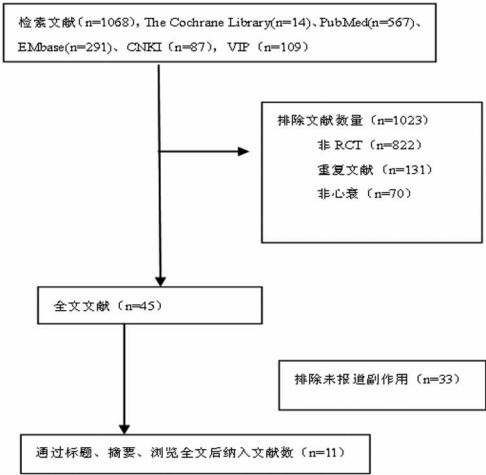 检索文献（n=1068），The Cochrane Library(n=14)、PubMed(n=567)、
EMbase(n=291)、CNKI（n=87)，VIP（n=109）
排除文献数量（n=1023）
非 RCT（n=822）
重复文献（n=131）
非心衰（n=70）
全文文献（n=45）
排除未报道副作用（n=33）
通过标题、摘要、浏览全文后纳入文献数（n=11）